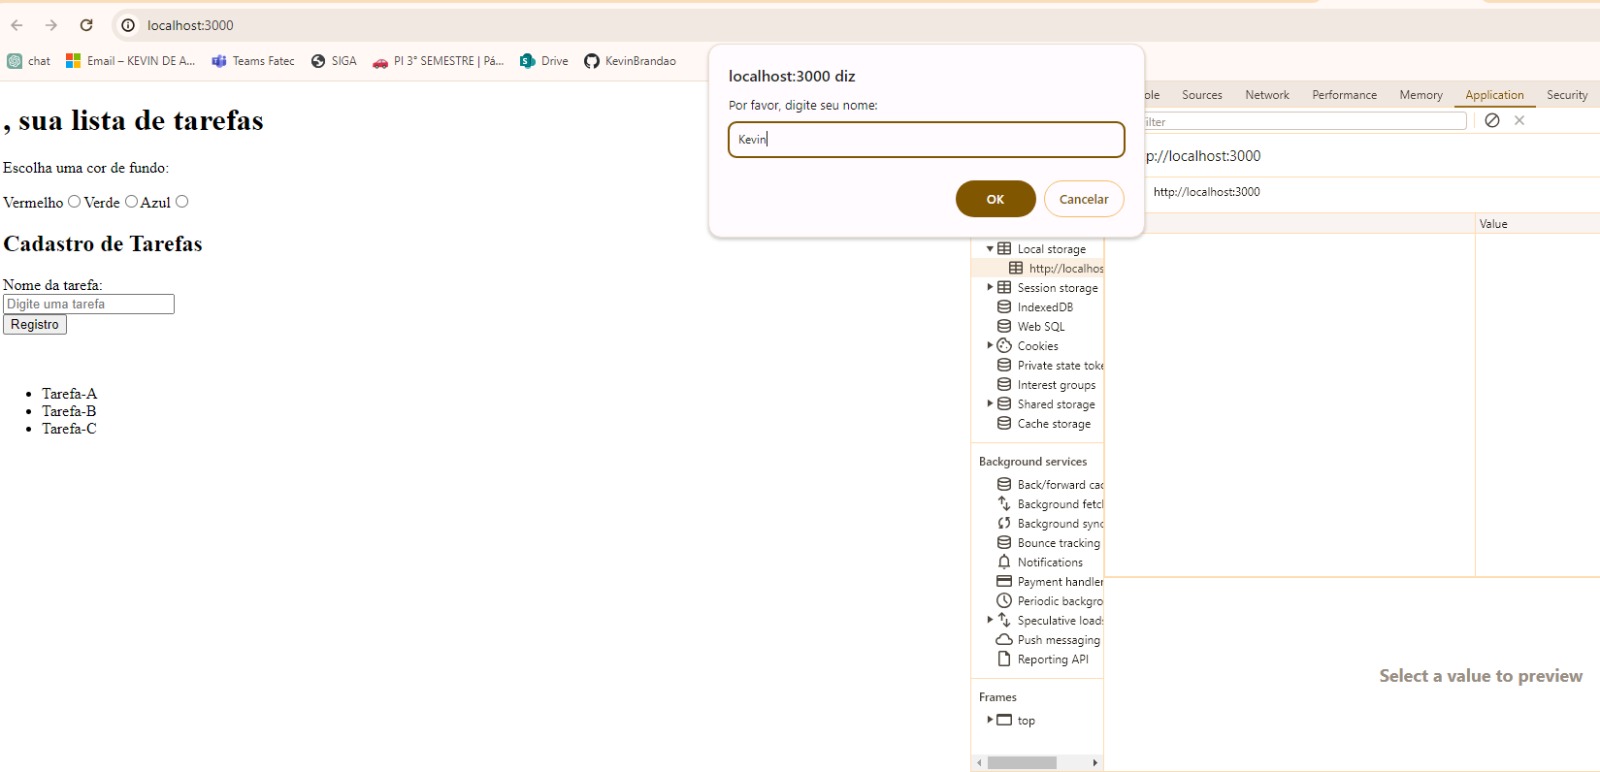 localhost:3000
chat Email – KEVIN DE A... Teams Fatec SIGA PI 3° SEMESTRE | Pá... Drive KevinBrandao
localhost:3000 diz
Por favor, digite seu nome:
Kevin
OK Cancelar
, sua lista de tarefas
Escolha uma cor de fundo:
Vermelho Verde Azul
Cadastro de Tarefas
Nome da tarefa:
Digite uma tarefa
Registro
Tarefa-A
Tarefa-B
Tarefa-C
ole Sources Network Performance Memory Application Security
ilter
p://localhost:3000
http://localhost:3000
Value
Local storage
http://localhos
Session storage
IndexedDB
Web SQL
Cookies
Private state toke
Interest groups
Shared storage
Cache storage
Background services
Back/forward cac
Background fetcl
Background sync
Bounce tracking
Notifications
Payment handler
Periodic backgro
Speculative loads
Push messaging
Reporting API
Frames
top
Select a value to preview